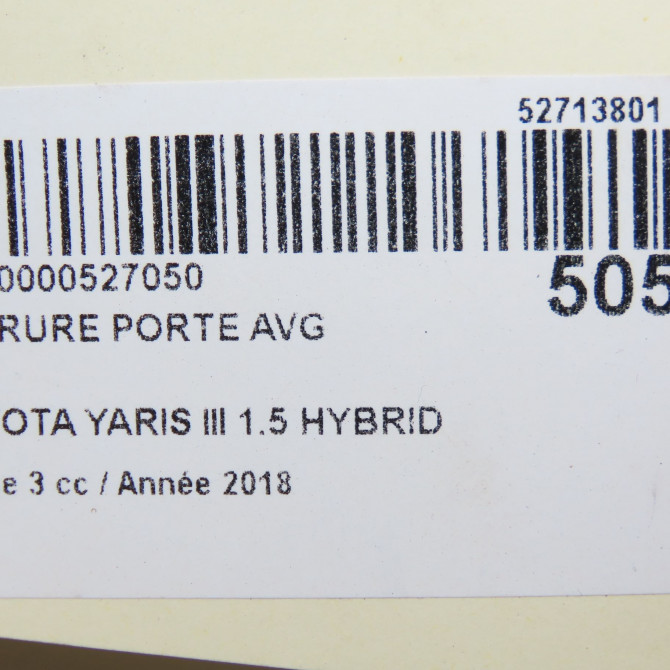 52713801
0000527050
505
RURE PORTE AVG
OTA YARIS III 1.5 HYBRID
e 3 cc / Année 2018